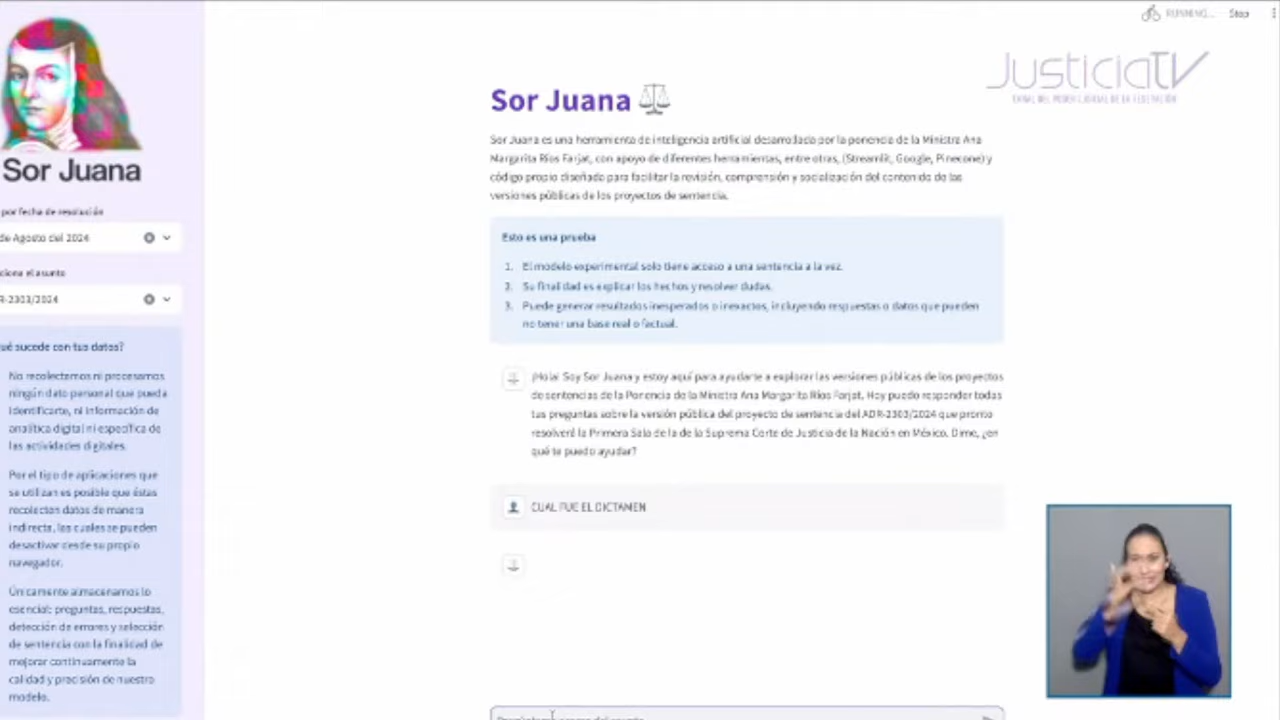 RUNNING... Stop
JusticiaTV
CANAL DEL PODER JUDICIAL DE LA FEDERACIÓN
Sor Juana
por fecha de resolución
de Agosto del 2024
ciona el asunto
R-2303/2024
ué sucede con tus datos?
No recolectamos ni procesamos
ningún dato personal que pueda
identificarte, ni información de
analítica digital ni específica de
las actividades digitales.
Por el tipo de aplicaciones que
se utilizan es posible que éstas
recolecten datos de manera
indirecta, las cuales se pueden
desactivar desde su propio
navegador.
Únicamente almacenamos lo
esencial: preguntas, respuestas,
detección de errores y selección
de sentencia con la finalidad de
mejorar continuamente la
calidad y precisión de nuestro
modelo.
Sor Juana
Sor Juana es una herramienta de inteligencia artificial desarrollada por la ponencia de la Ministra Ana
Margarita Ríos Farjat, con apoyo de diferentes herramientas, entre otras, (Streamlit, Google, Pinecone) y
código propio diseñado para facilitar la revisión, comprensión y socialización del contenido de las
versiones públicas de los proyectos de sentencia.
Esto es una prueba
1. El modelo experimental solo tiene acceso a una sentencia a la vez.
2. Su finalidad es explicar los hechos y resolver dudas.
3. Puede generar resultados inesperados o inexactos, incluyendo respuestas o datos que pueden
no tener una base real o factual.
¡Hola! Soy Sor Juana y estoy aquí para ayudarte a explorar las versiones públicas de los proyectos
de sentencias de la Ponencia de la Ministra Ana Margarita Ríos Farjat. Hoy puedo responder todas
tus preguntas sobre la versión pública del proyecto de sentencia del ADR-2303/2024 que pronto
resolverá la Primera Sala de la de la Suprema Corte de Justicia de la Nación en México. Dime, ¿en
qué te puedo ayudar?
CUAL FUE EL DICTAMEN